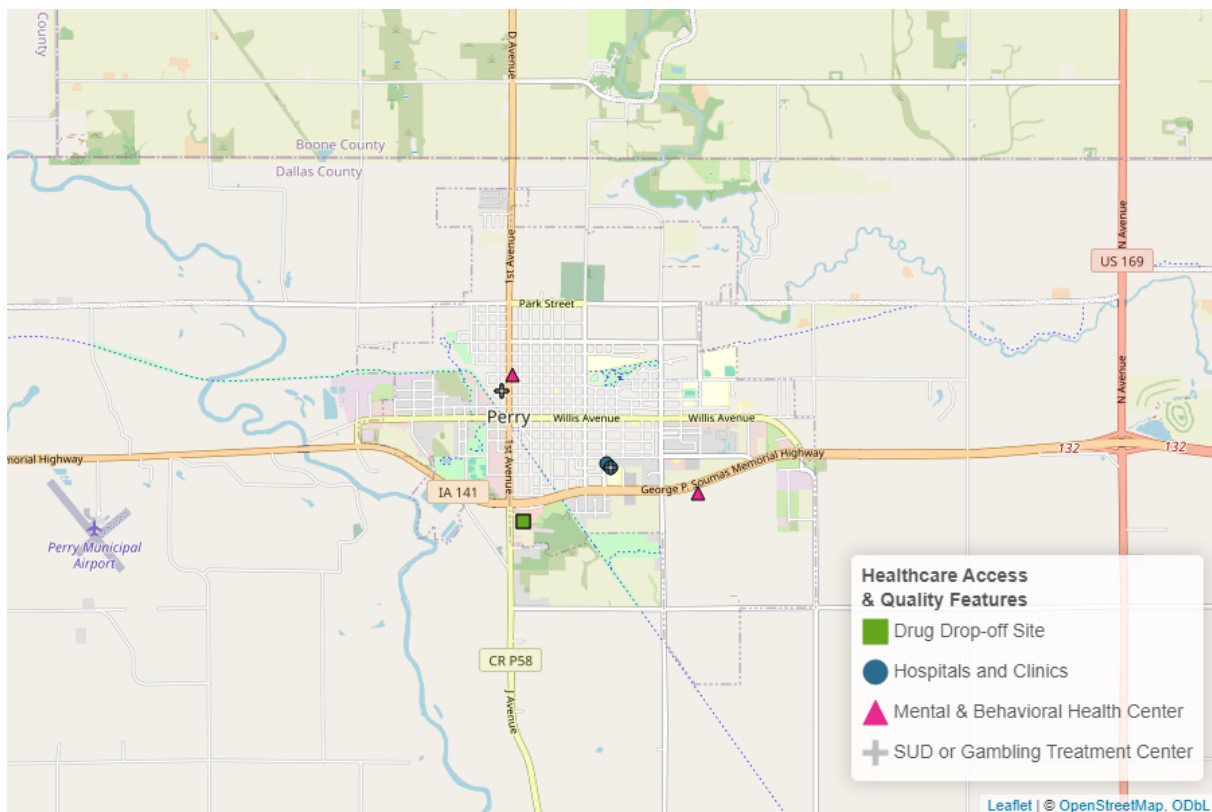 County
D Avenue
Boone County
Dallas County
1st Avenue
N Avenue
US 169
Park Street
N Avenue
Perry
Willis Avenue
Willis Avenue
1st Avenue
morial Highway
132
132
George P. Soumas Memorial Highway
IA 141
Perry Municipal
Airport
CR P58
J Avenue
Healthcare Access
& Quality Features
Drug Drop-off Site
Hospitals and Clinics
Mental & Behavioral Health Center
SUD or Gambling Treatment Center
Leaflet | © OpenStreetMap, ODbL